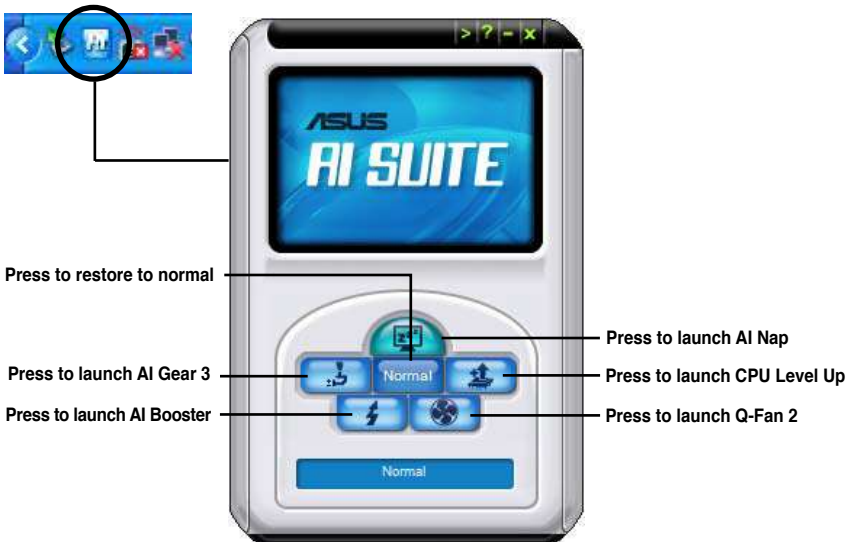 > ? - x
ASUS
AI SUITE
Press to restore to normal
Press to launch AI Nap
Press to launch AI Gear 3
Normal
Press to launch CPU Level Up
Press to launch AI Booster
Press to launch Q-Fan 2
Normal